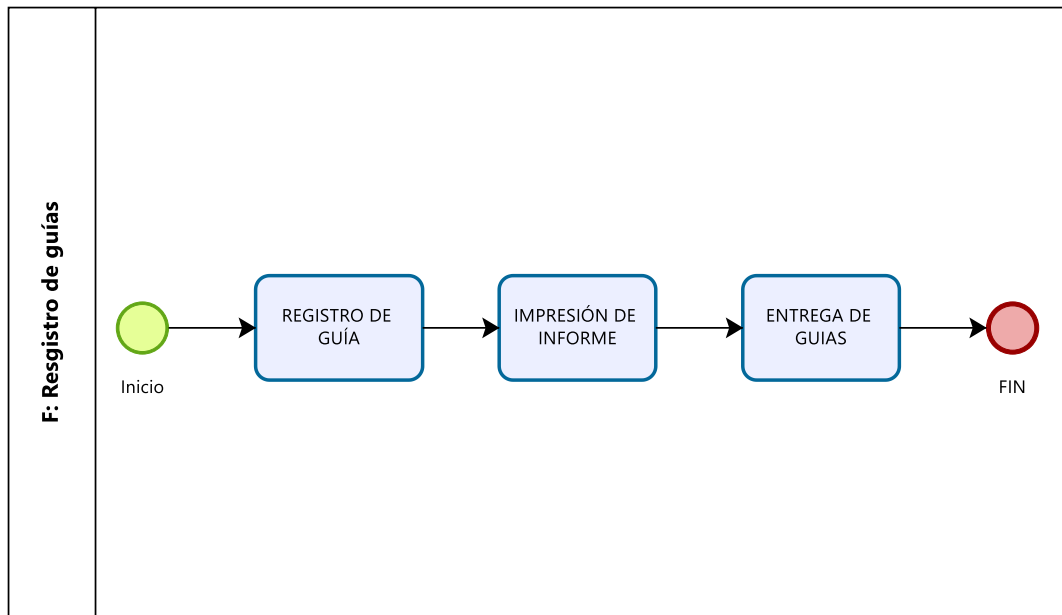 F: Resgistro de guías
Inicio
REGISTRO DE
GUÍA
IMPRESIÓN DE
INFORME
ENTREGA DE
GUIAS
FIN